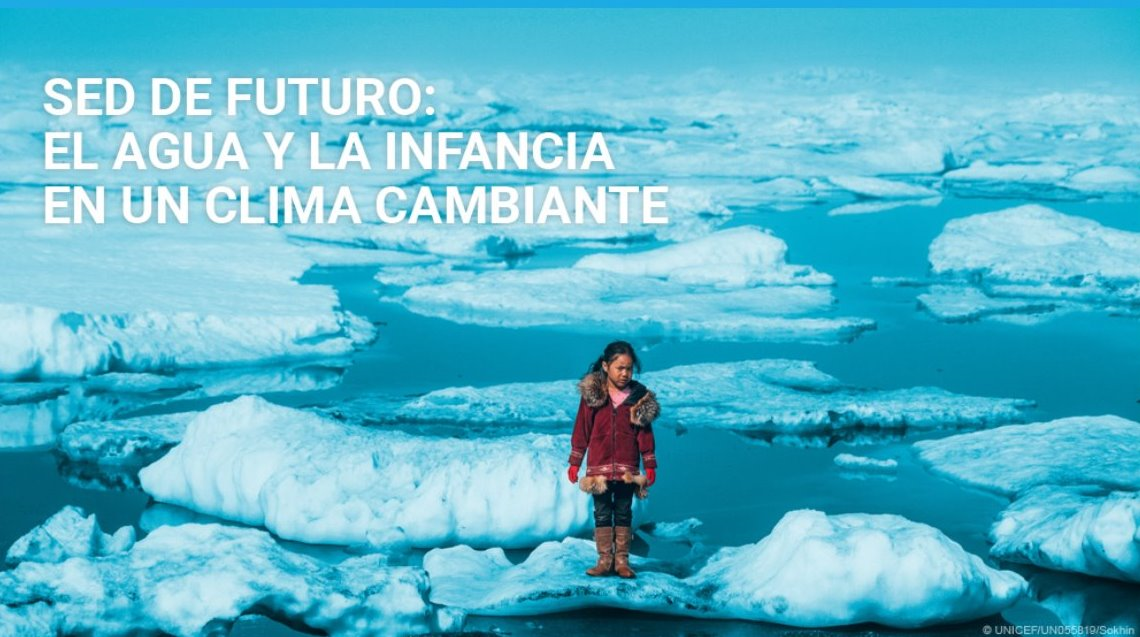 SED DE FUTURO:
EL AGUA Y LA INFANCIA
EN UN CLIMA CAMBIANTE
© UNICEF/UN055819/Sokhin